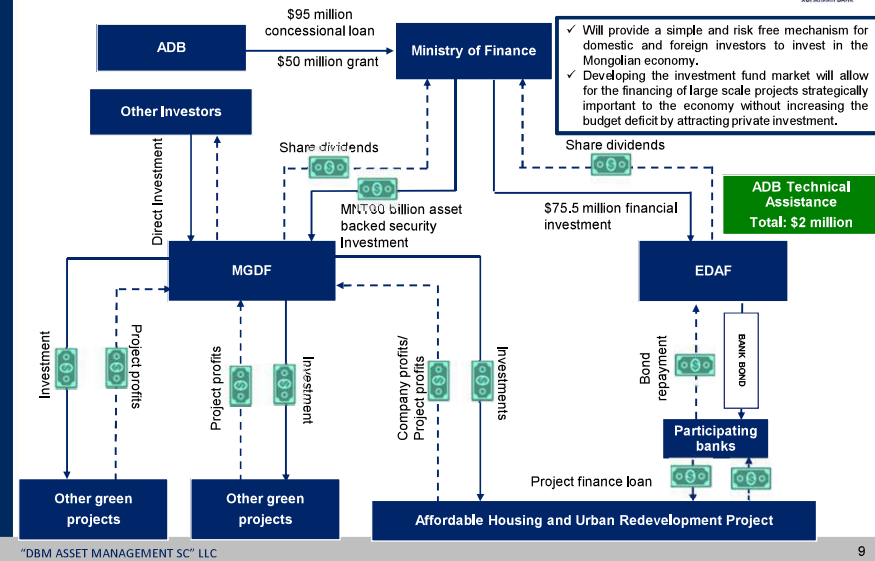 $95 million
concessional loan
ADB
$50 million grant
Ministry of Finance
✓ Will provide a simple and risk free mechanism for
domestic and foreign investors to invest in the
Mongolian economy.
✓ Developing the investment fund market will allow
for the financing of large scale projects strategically
important to the economy without increasing the
budget deficit by attracting private investment.
Other Investors
Share dividends
Share dividends
Direct Investment
billion asset
backed security
Investment
$75.5 million financial
investment
ADB Technical
Assistance
Total: $2 million
MGDF
EDAF
Investment
Project profits
Project profits
Investment
Company profits/
Project profits
Investments
Bond
repayment
BANK BOND
Participating
banks
Project finance loan
Other green
projects
Other green
projects
Affordable Housing and Urban Redevelopment Project
"DBM ASSET MANAGEMENT SC" LLC
9